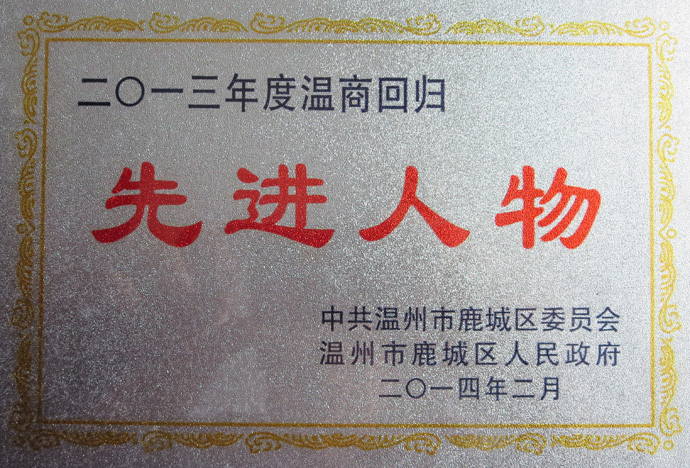 二〇一三年度温商回归
先进人物
中共温州市鹿城区委员会
温州市鹿城区人民政府
二〇一四年二月